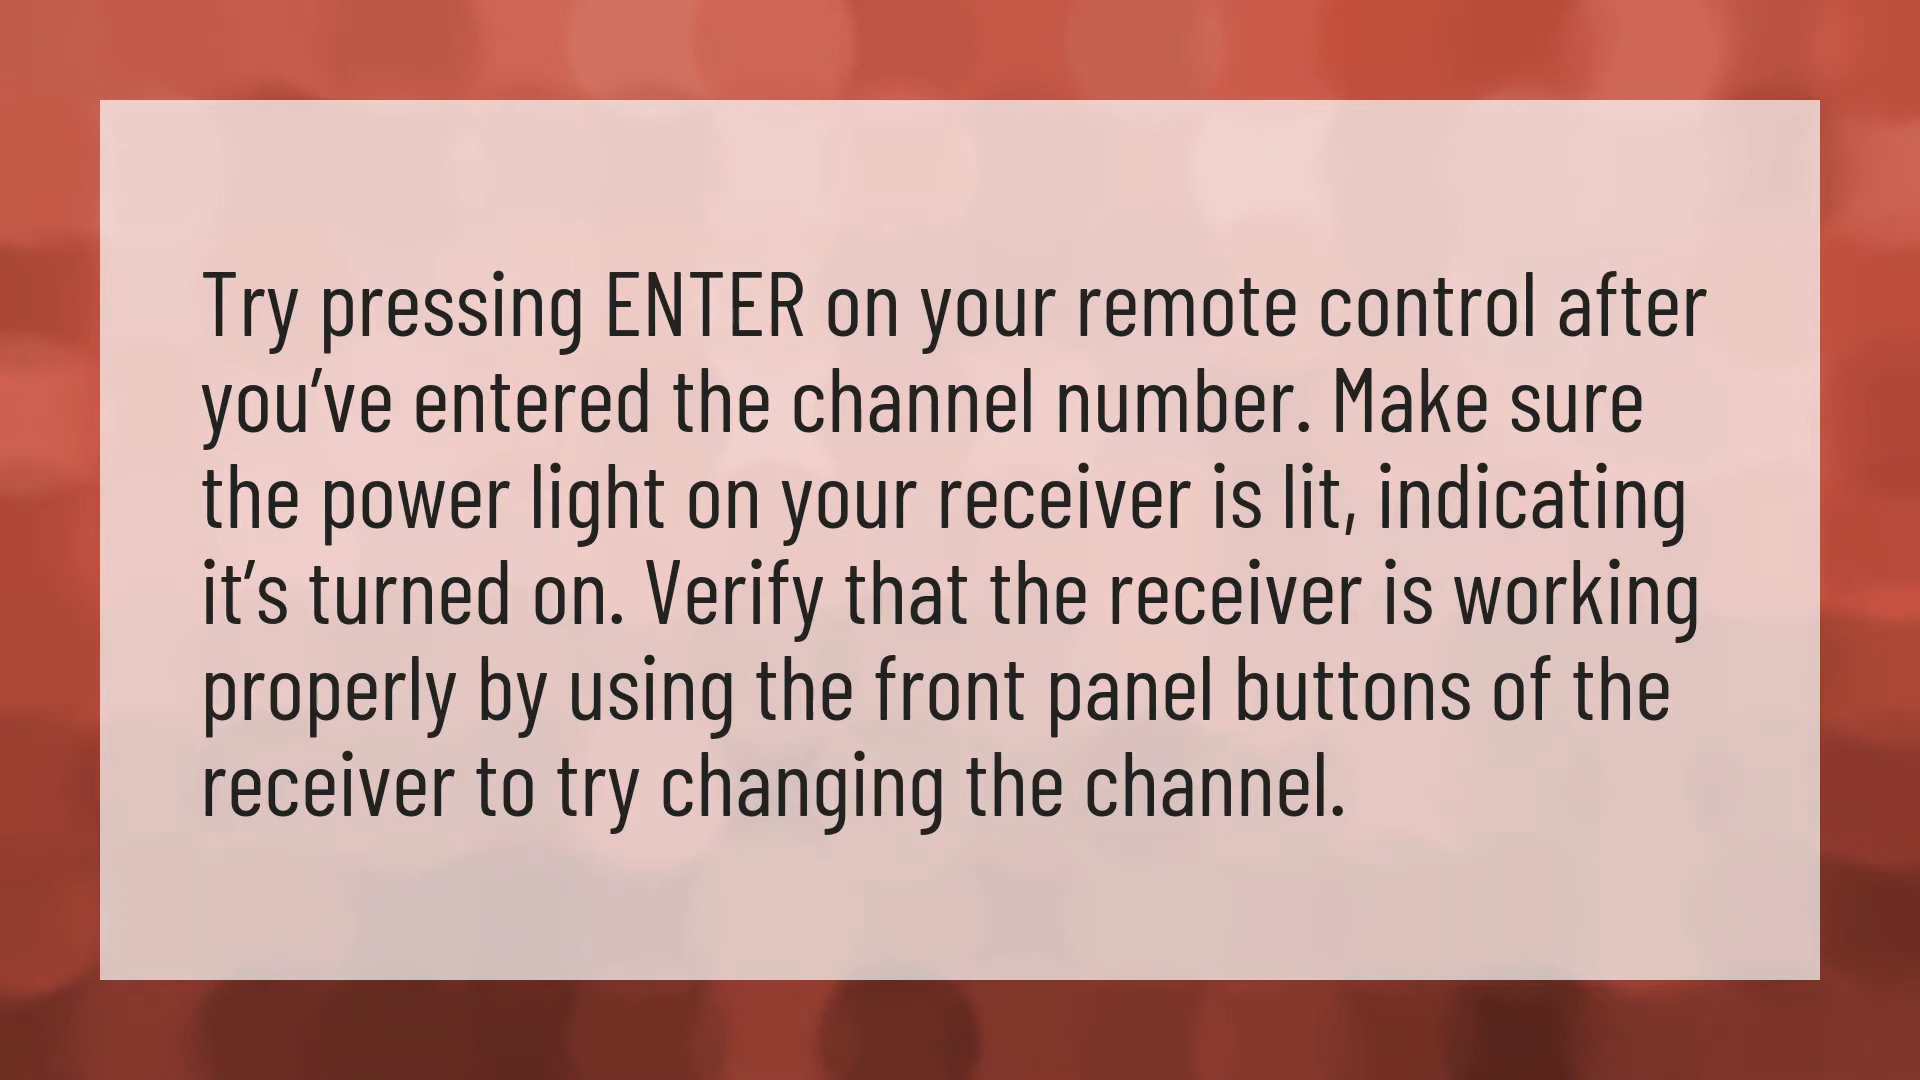 Try pressing ENTER on your remote control after
you’ve entered the channel number. Make sure
the power light on your receiver is lit, indicating
it’s turned on. Verify that the receiver is working
properly by using the front panel buttons of the
receiver to try changing the channel.